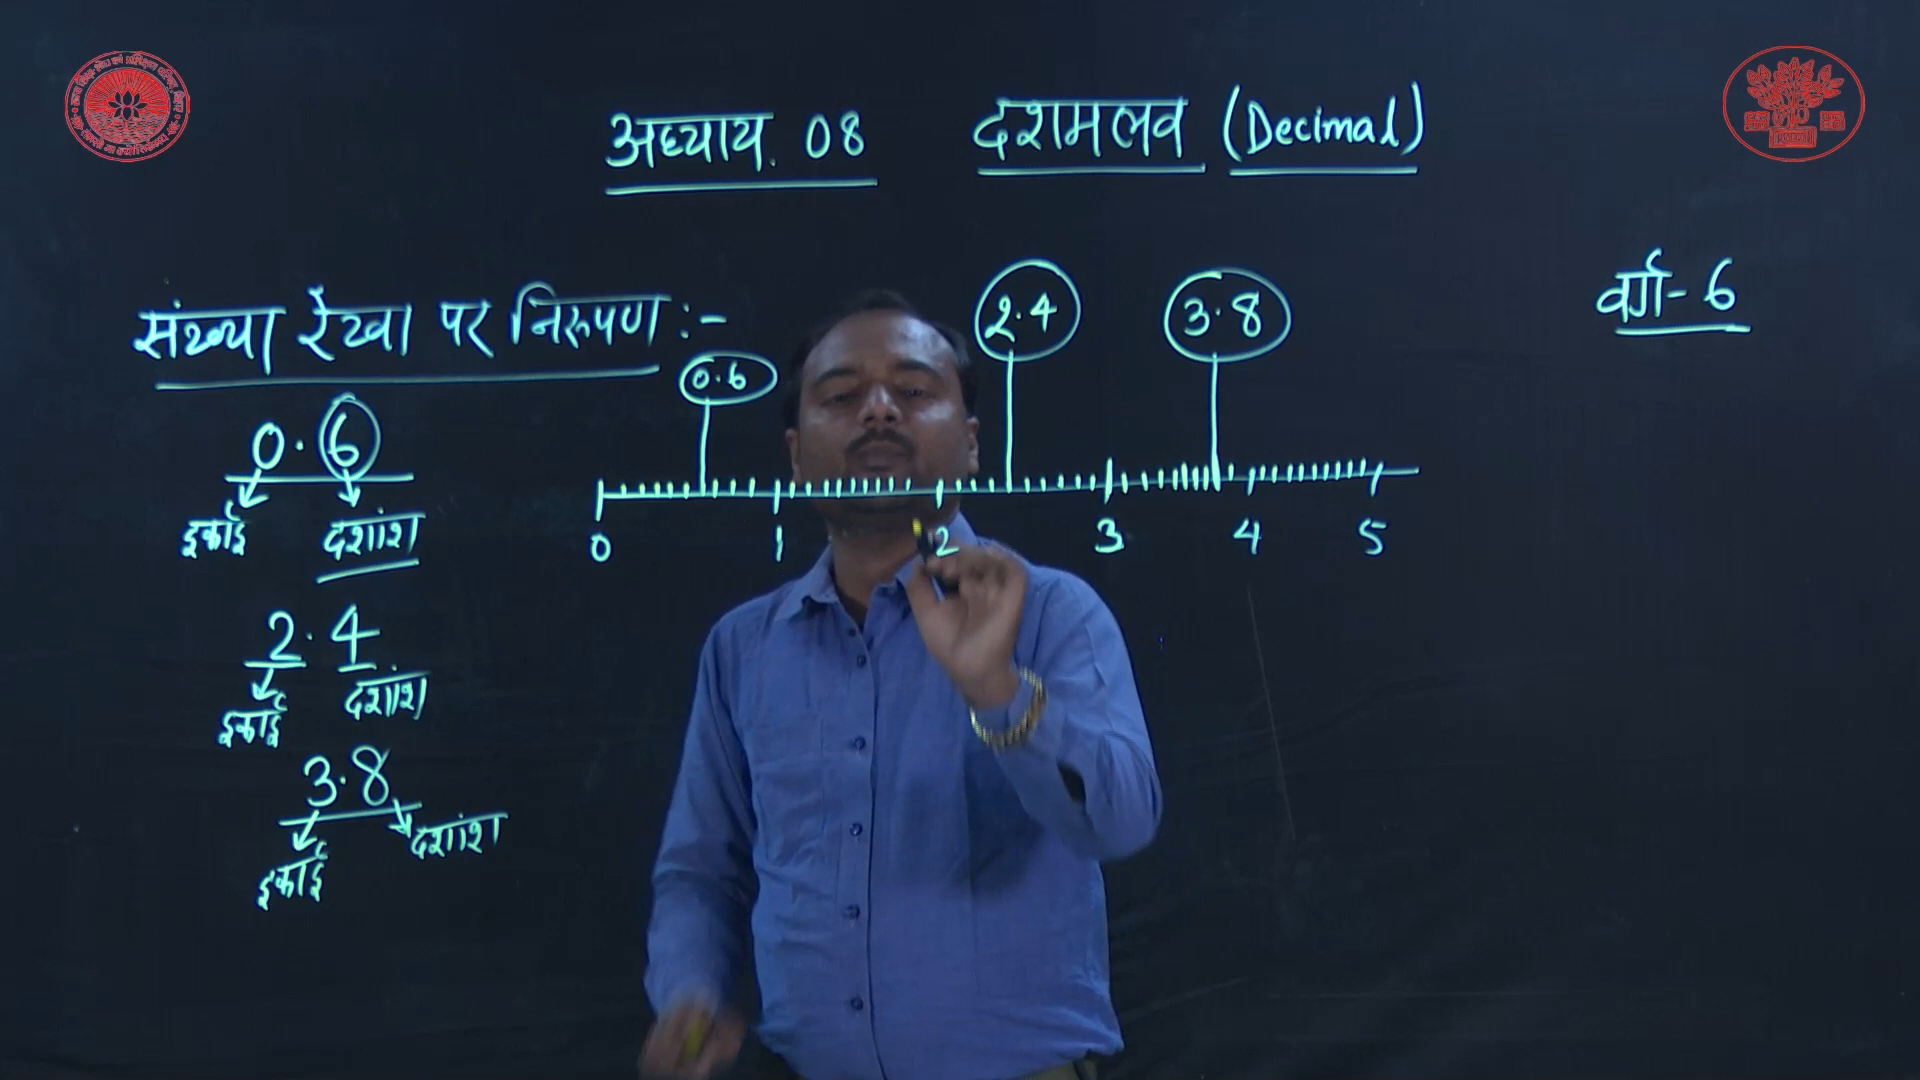 अध्याय. 08 दशमलव (Decimal)
वर्ग-6
संख्या रेखा पर निरुपण :-
0.6 2.4 3.8
0 1 2 3 4 5
0.6
इकाई दशांश
2.4
इकाई दशांश
3.8
इकाई दशांश